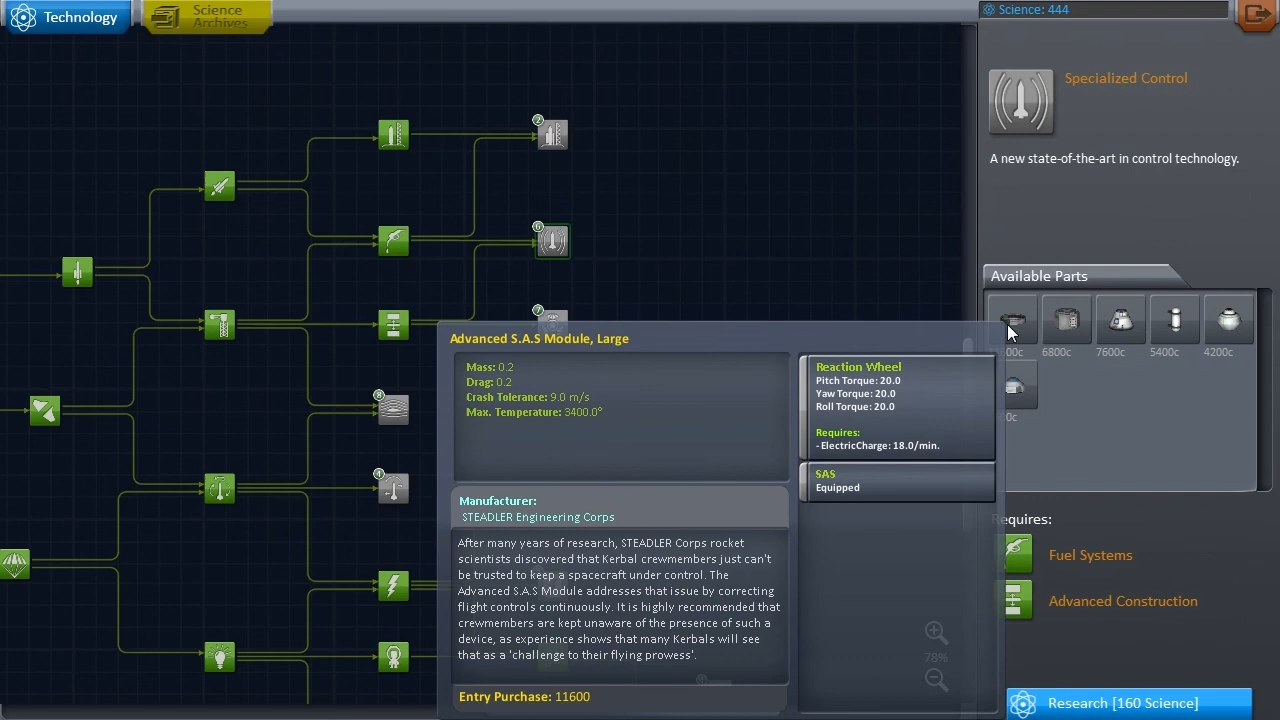 Technology
Science
Archives
Science: 444
Specialized Control
A new state-of-the-art in control technology.
Available Parts
6800c
7600c
5400c
4200c
2
6
7
8
4
Advanced S.A.S Module, Large
Mass: 0.2
Drag: 0.2
Crash Tolerance: 9.0 m/s
Max. Temperature: 3400.0°
Reaction Wheel
Pitch Torque: 20.0
Yaw Torque: 20.0
Roll Torque: 20.0
Requires:
- ElectricCharge: 18.0/min.
SAS
Equipped
Manufacturer:
STEADLER Engineering Corps
After many years of research, STEADLER Corps rocket
scientists discovered that Kerbal crewmembers just can't
be trusted to keep a spacecraft under control. The
Advanced S.A.S Module addresses that issue by correcting
flight controls continuously. It is highly recommended that
crewmembers are kept unaware of the presence of such a
device, as experience shows that many Kerbals will see
that as a 'challenge to their flying prowess'.
Entry Purchase: 11600
78%
Requires:
Fuel Systems
Advanced Construction
Research [160 Science]